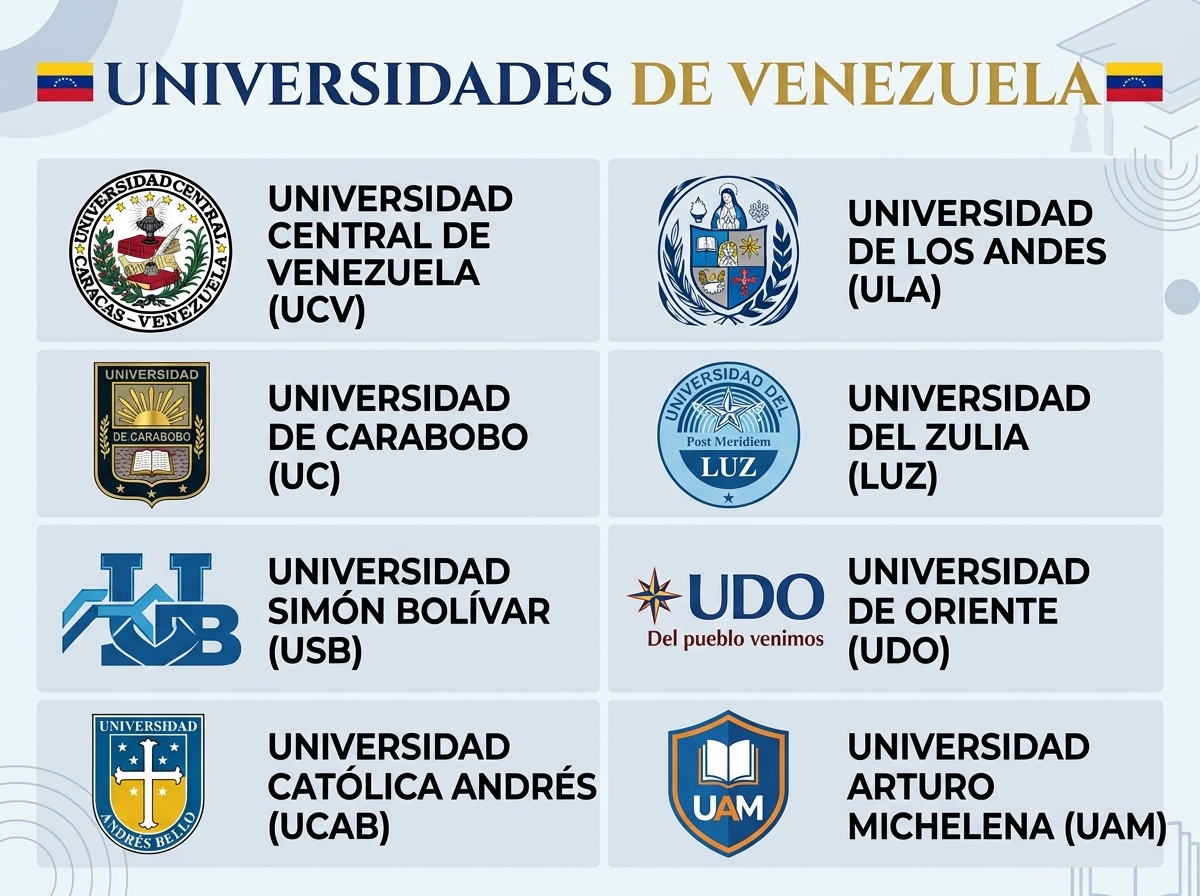 UNIVERSIDADES DE VENEZUELA
UNIVERSIDAD CENTRAL
CARACAS - VENEZUELA
UNIVERSIDAD
CENTRAL DE
VENEZUELA
(UCV)
UNIVERSIDAD
DE LOS ANDES
(ULA)
UNIVERSIDAD
DE CARABOBO
UNIVERSIDAD
DE CARABOBO
(UC)
UNIVERSIDAD DEL
Post Meridiem
LUZ
UNIVERSIDAD
DEL ZULIA
(LUZ)
USB
UNIVERSIDAD
SIMÓN BOLÍVAR
(USB)
UDO
Del pueblo venimos
UNIVERSIDAD
DE ORIENTE
(UDO)
UNIVERSIDAD
ANDRÉS BELLO
UNIVERSIDAD
CATÓLICA ANDRÉS
(UCAB)
UAM
UNIVERSIDAD
ARTURO
MICHELENA (UAM)